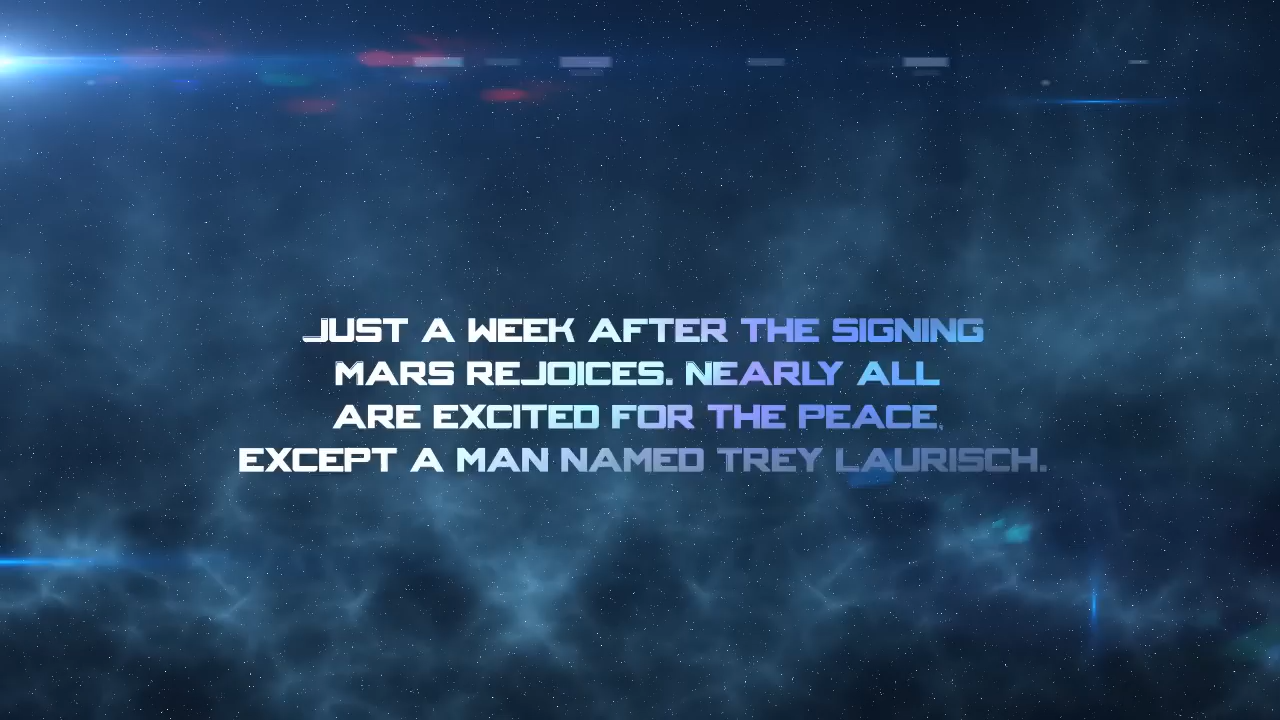 JUST A WEEK AFTER THE SIGNING
MARS REJOICES. NEARLY ALL
ARE EXCITED FOR THE PEACE,
EXCEPT A MAN NAMED TREY LAURISCH.